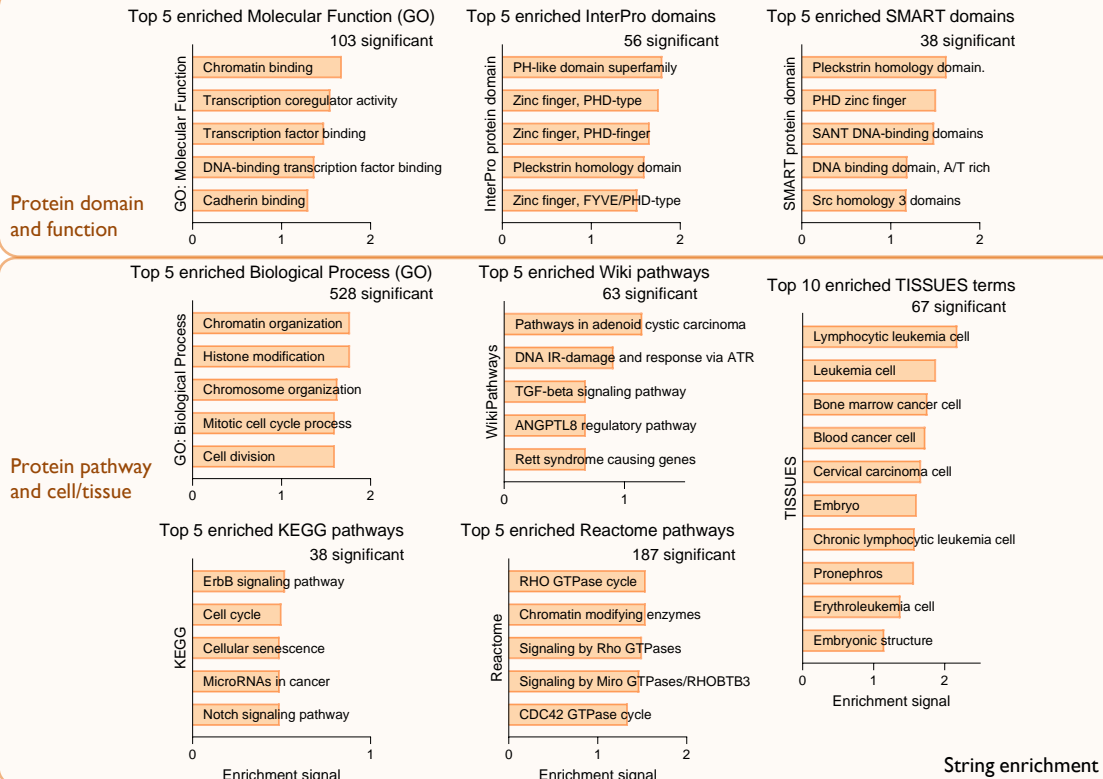 Top 5 enriched Molecular Function (GO)
103 significant
GO: Molecular Function
Chromatin binding
Transcription coregulator activity
Transcription factor binding
DNA-binding transcription factor binding
Cadherin binding
0 1 2
Top 5 enriched InterPro domains
56 significant
InterPro protein domain
PH-like domain superfamily
Zinc finger, PHD-type
Zinc finger, PHD-finger
Pleckstrin homology domain
Zinc finger, FYVE/PHD-type
0 1 2
Top 5 enriched SMART domains
38 significant
SMART protein domain
Pleckstrin homology domain.
PHD zinc finger
SANT DNA-binding domains
DNA binding domain, A/T rich
Src homology 3 domains
0 1 2
Protein domain
and function
Top 5 enriched Biological Process (GO)
528 significant
GO: Biological Process
Chromatin organization
Histone modification
Chromosome organization
Mitotic cell cycle process
Cell division
0 1 2
Top 5 enriched Wiki pathways
63 significant
WikiPathways
Pathways in adenoid cystic carcinoma
DNA IR-damage and response via ATR
TGF-beta signaling pathway
ANGPTL8 regulatory pathway
Rett syndrome causing genes
0 1
Top 10 enriched TISSUES terms
67 significant
TISSUES
Lymphocytic leukemia cell
Leukemia cell
Bone marrow cancer cell
Blood cancer cell
Cervical carcinoma cell
Embryo
Chronic lymphocytic leukemia cell
Pronephros
Erythroleukemia cell
Embryonic structure
0 1 2
Enrichment signal
Protein pathway
and cell/tissue
Top 5 enriched KEGG pathways
38 significant
KEGG
ErbB signaling pathway
Cell cycle
Cellular senescence
MicroRNAs in cancer
Notch signaling pathway
0 1
Enrichment signal
Top 5 enriched Reactome pathways
187 significant
Reactome
RHO GTPase cycle
Chromatin modifying enzymes
Signaling by Rho GTPases
Signaling by Miro GTPases/RHOBTB3
CDC42 GTPase cycle
0 1 2
Enrichment signal
String enrichment